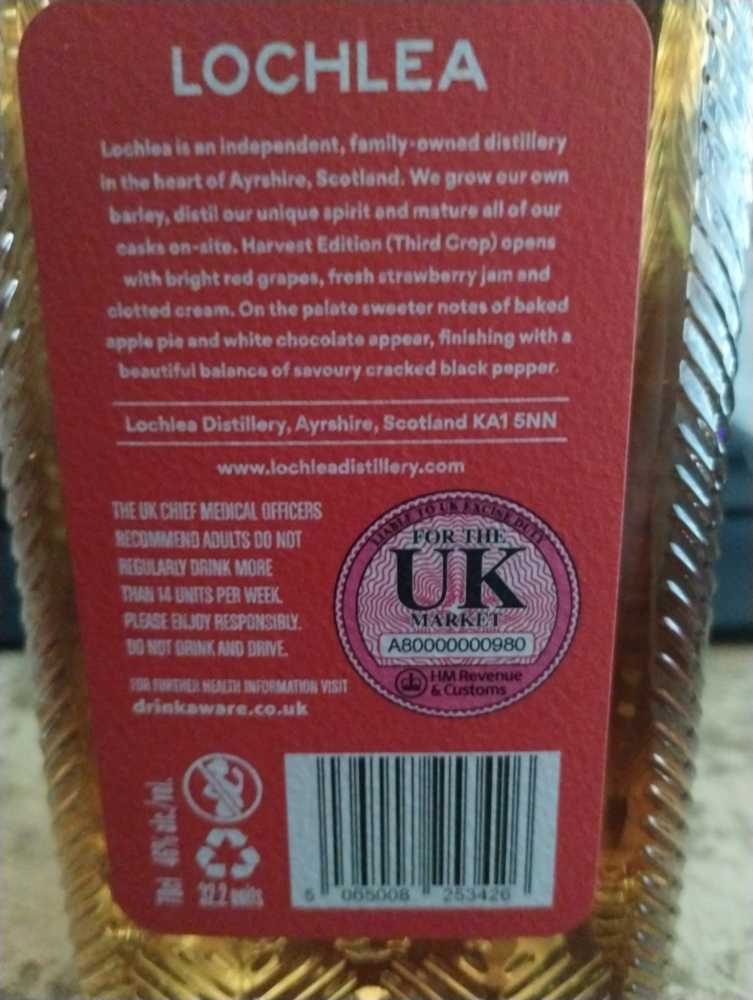 LOCHLEA
Lochlea is an independent, family-owned distillery
in the heart of Ayrshire, Scotland. We grow our own
barley, distil our unique spirit and mature all of our
casks on-site. Harvest Edition (Third Crop) opens
with bright red grapes, fresh strawberry jam and
clotted cream. On the palate sweeter notes of baked
apple pie and white chocolate appear, finishing with a
beautiful balance of savoury cracked black pepper.
Lochlea Distillery, Ayrshire, Scotland KA1 5NN
www.lochleadistillery.com
THE UK CHIEF MEDICAL OFFICERS
RECOMMEND ADULTS DO NOT
REGULARLY DRINK MORE
THAN 14 UNITS PER WEEK.
PLEASE ENJOY RESPONSIBLY.
DO NOT DRINK AND DRIVE.
FOR FURTHER HEALTH INFORMATION VISIT
drinkaware.co.uk
LIABLE TO UK EXCISE DUTY
FOR THE
UK
MARKET
A80000000980
HM Revenue
& Customs
70cl 46% alc./vol.
32.2 units
5 065008 253426